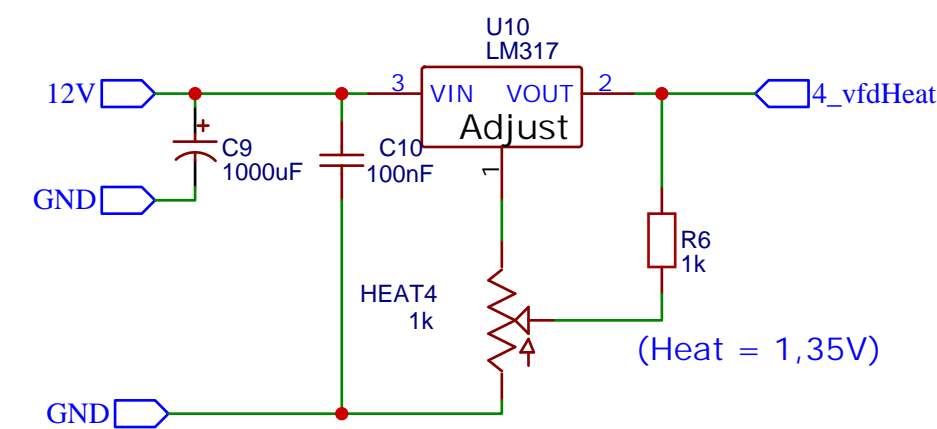 U10
LM317
12V
3
VIN
VOUT
2
4_vfdHeat
Adjust
+
C9
1000uF
C10
100nF
1
GND
R6
1k
HEAT4
1k
(Heat = 1,35V)
GND